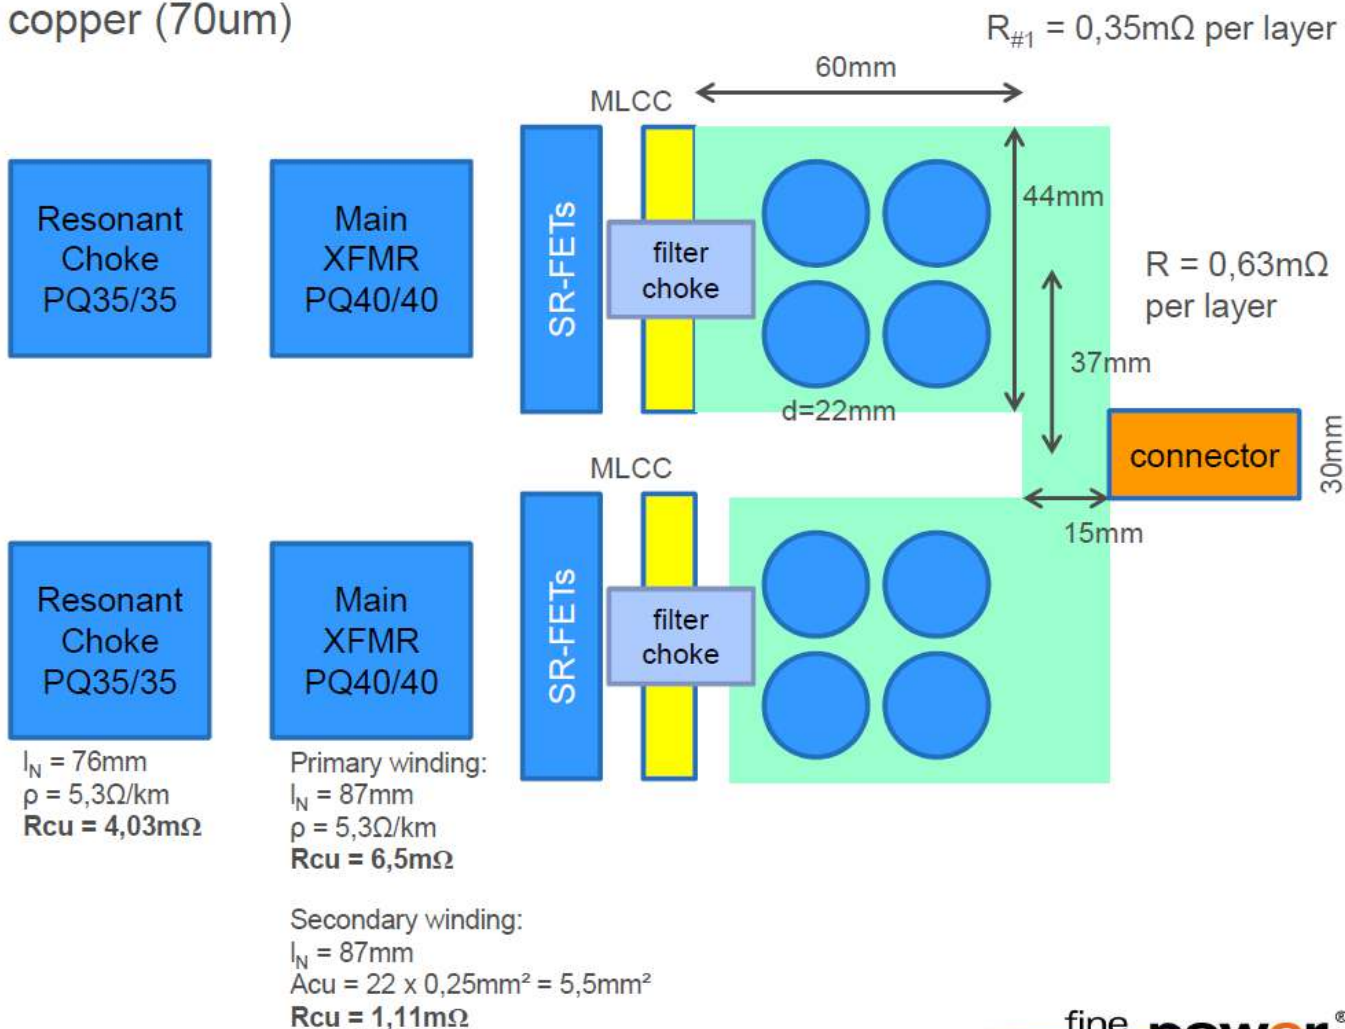 copper (70um)
R#1 = 0,35mΩ per layer
60mm
MLCC
Resonant
Choke
PQ35/35
Main
XFMR
PQ40/40
SR-FETs
filter
choke
44mm
R = 0,63mΩ
per layer
37mm
d=22mm
connector
30mm
MLCC
15mm
Resonant
Choke
PQ35/35
Main
XFMR
PQ40/40
SR-FETs
filter
choke
lN = 76mm
ρ = 5,3Ω/km
Rcu = 4,03mΩ
Primary winding:
lN = 87mm
ρ = 5,3Ω/km
Rcu = 6,5mΩ
Secondary winding:
lN = 87mm
Acu = 22 x 0,25mm² = 5,5mm²
Rcu = 1,11mΩ
fine power®